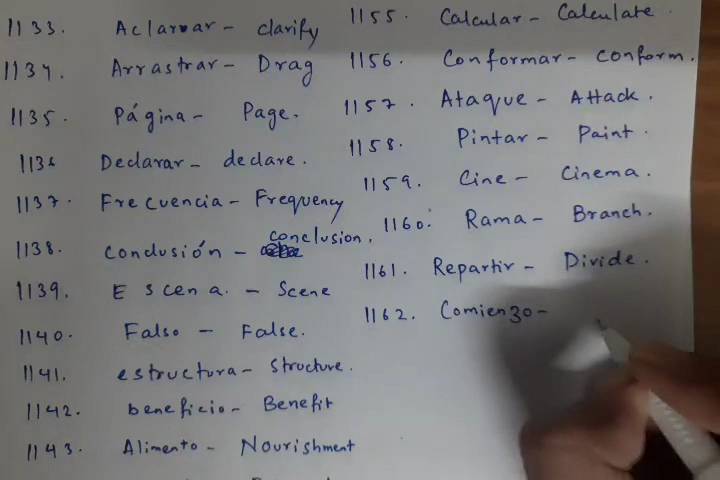 1133. Aclarar - clarify
1134. Arrastrar - Drag
1135. Página - Page.
1136 Declarar - declare.
1137. Frecuencia - Frequency
1138. conclusión - conclusion.
1139. Escena. - Scene
1140. Falso - False.
1141. estructura - Structure.
1142. beneficio - Benefit
1143. Alimento - Nourishment
1155. Calcular - Calculate.
1156. Conformar - conform.
1157. Ataque - Attack.
1158. Pintar - Paint.
1159. Cine - Cinema.
1160. Rama - Branch.
1161. Repartir - Divide.
1162. Comienzo -